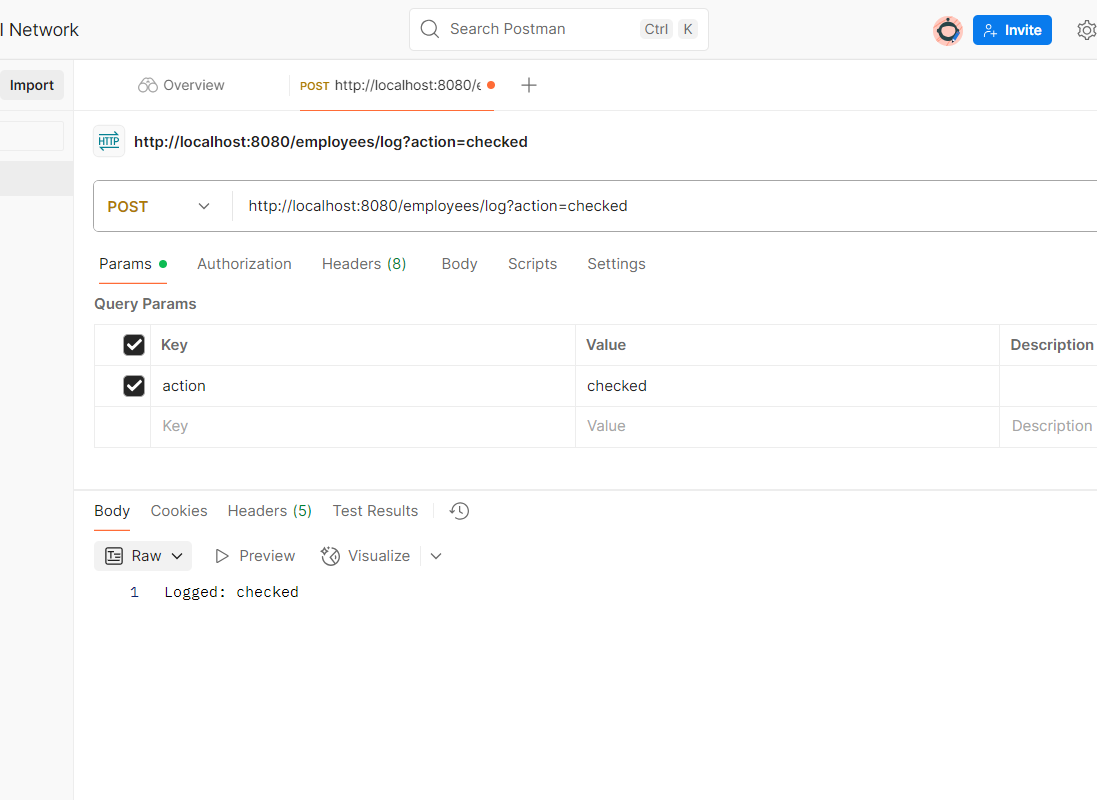 l Network
Search Postman
Ctrl K
Invite
Import
Overview
POST http://localhost:8080/e
HTTP
http://localhost:8080/employees/log?action=checked
POST
http://localhost:8080/employees/log?action=checked
Params
Authorization
Headers (8)
Body
Scripts
Settings
Query Params
Key
Value
Description
action
checked
Key
Value
Description
Body
Cookies
Headers (5)
Test Results
Raw
Preview
Visualize
1 Logged: checked